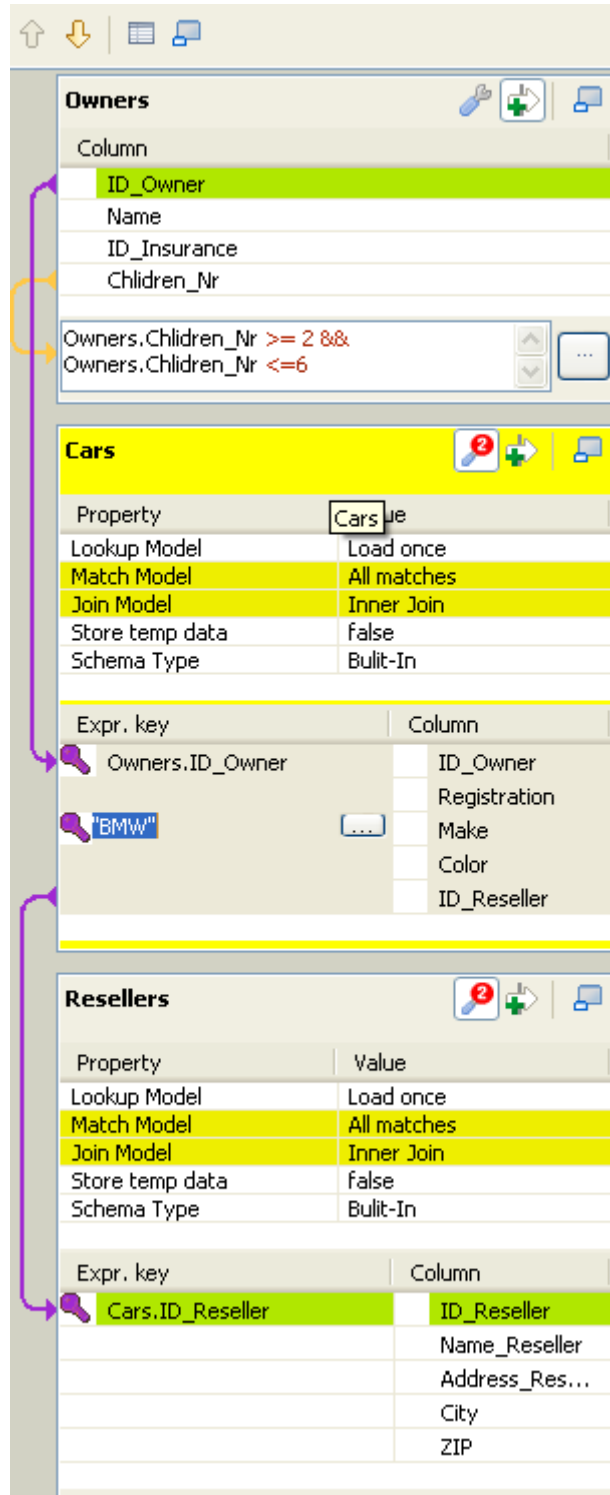 Owners
Column
ID_Owner
Name
ID_Insurance
Chlidren_Nr
Owners.Chlidren_Nr >= 2 &&
Owners.Chlidren_Nr <=6
...
Cars
2
Property Cars ue
Lookup Model Load once
Match Model All matches
Join Model Inner Join
Store temp data false
Schema Type Bulit-In
Expr. key Column
Owners.ID_Owner ID_Owner
Registration
"BMW" ... Make
Color
ID_Reseller
Resellers
2
Property Value
Lookup Model Load once
Match Model All matches
Join Model Inner Join
Store temp data false
Schema Type Bulit-In
Expr. key Column
Cars.ID_Reseller ID_Reseller
Name_Reseller
Address_Res...
City
ZIP